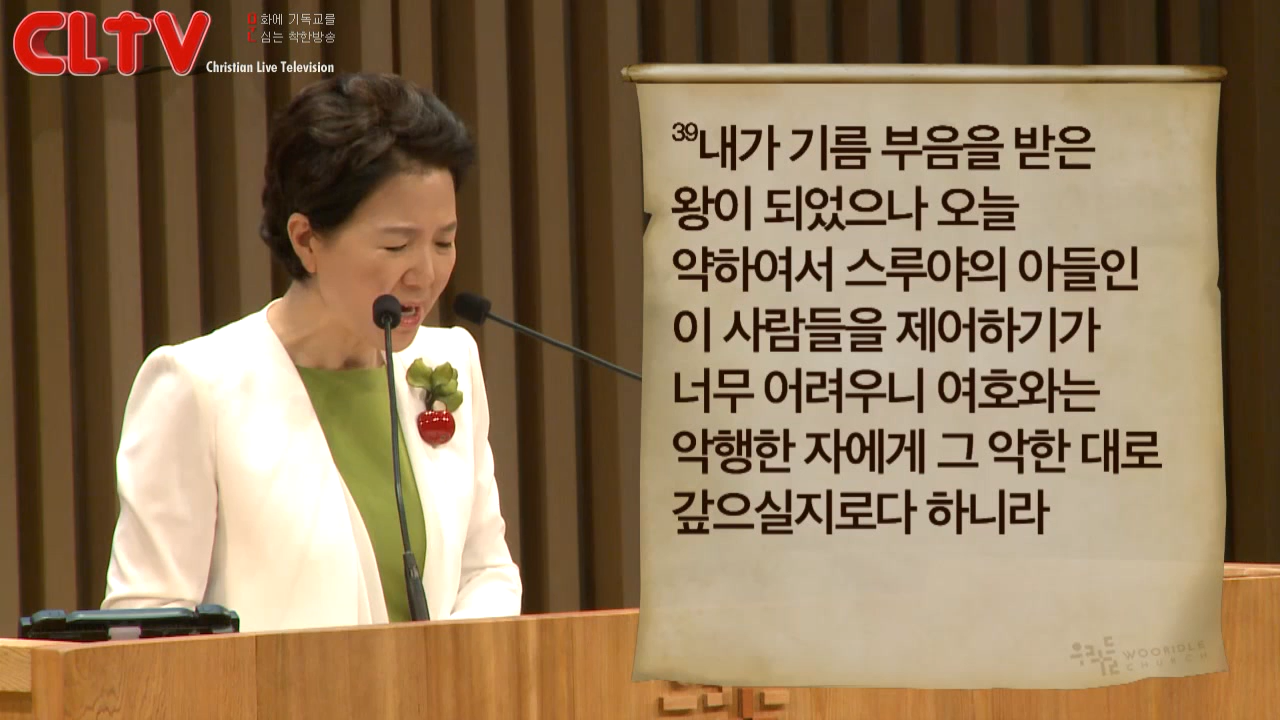 CLTV
문화에 기독교를
심는 착한방송
Christian Live Television
39내가 기름 부음을 받은
왕이 되었으나 오늘
약하여서 스루야의 아들인
이 사람들을 제어하기가
너무 어려우니 여호와는
악행한 자에게 그 악한 대로
갚으실지로다 하니라
우리들
WOORIDLE
CHURCH